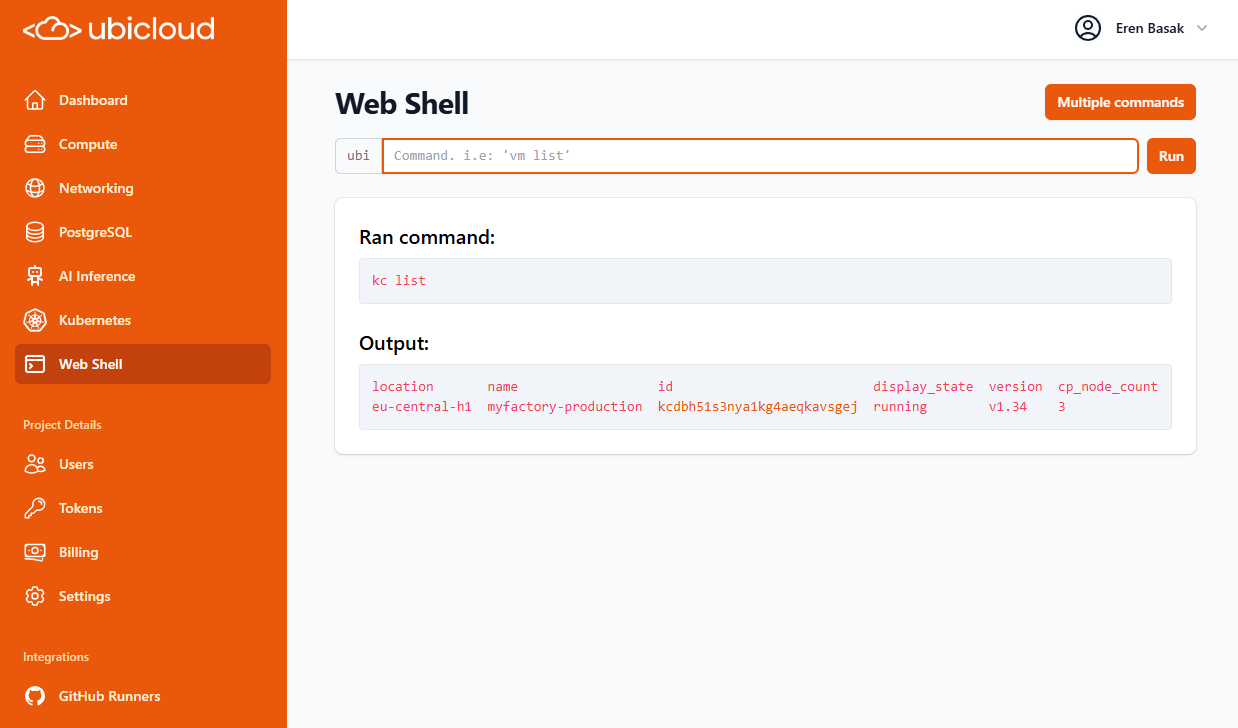 ubicloud
Eren Basak
Dashboard
Compute
Networking
PostgreSQL
AI Inference
Kubernetes
Web Shell
Project Details
Users
Tokens
Billing
Settings
Integrations
GitHub Runners
Web Shell
Multiple commands
ubi Command. i.e: 'vm list' Run
Ran command:
kc list
Output:
location name id display_state version cp_node_count
eu-central-h1 myfactory-production kcdbh51s3nya1kg4aeqkavsgej running v1.34 3